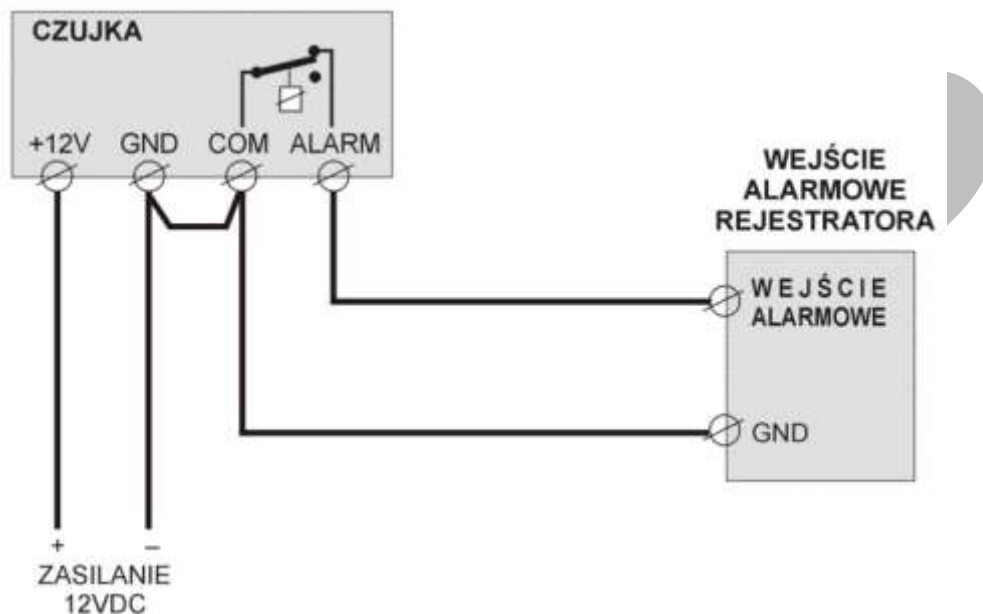 CZUJKA
+12V GND COM ALARM
WEJŚCIE
ALARMOWE
REJESTRATORA
WEJŚCIE
ALARMOWE
GND
+ –
ZASILANIE
12VDC